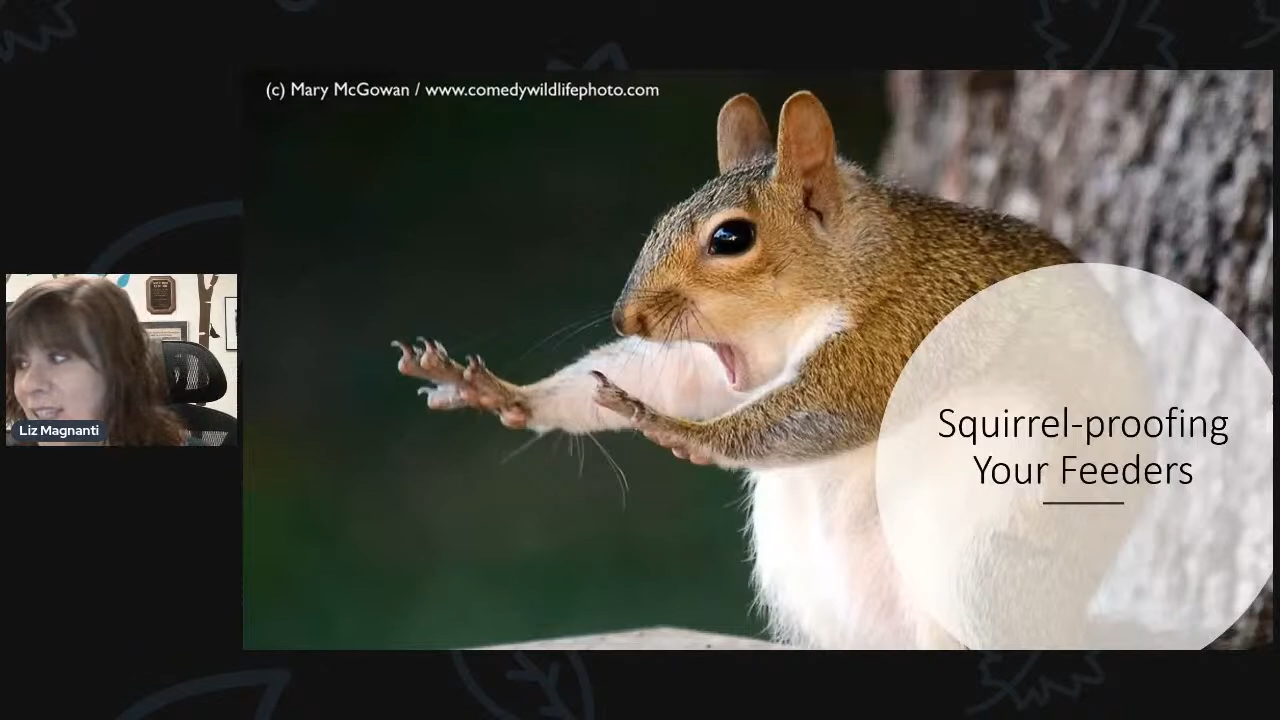 (c) Mary McGowan / www.comedywildlifephoto.com
Liz Magnanti
Squirrel-proofing
Your Feeders